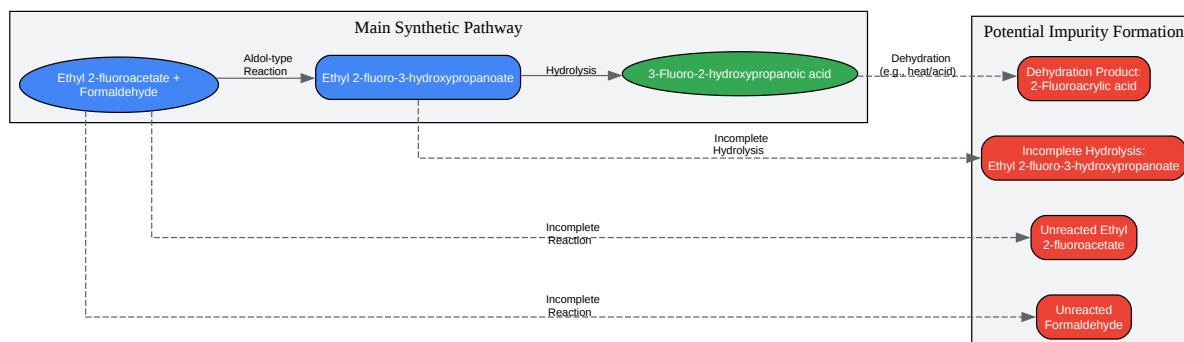 Main Synthetic Pathway
Potential Impurity Formation
Ethyl 2-fluoroacetate +
Formaldehyde
Aldol-type
Reaction
Ethyl 2-fluoro-3-hydroxypropanoate
Hydrolysis
3-Fluoro-2-hydroxypropanoic acid
Dehydration
(e.g., heat/acid)
Dehydration Product:
2-Fluoroacrylic acid
Incomplete
Hydrolysis
Incomplete Hydrolysis:
Ethyl 2-fluoro-3-hydroxypropanoate
Incomplete
Reaction
Unreacted Ethyl
2-fluoroacetate
Incomplete
Reaction
Unreacted
Formaldehyde